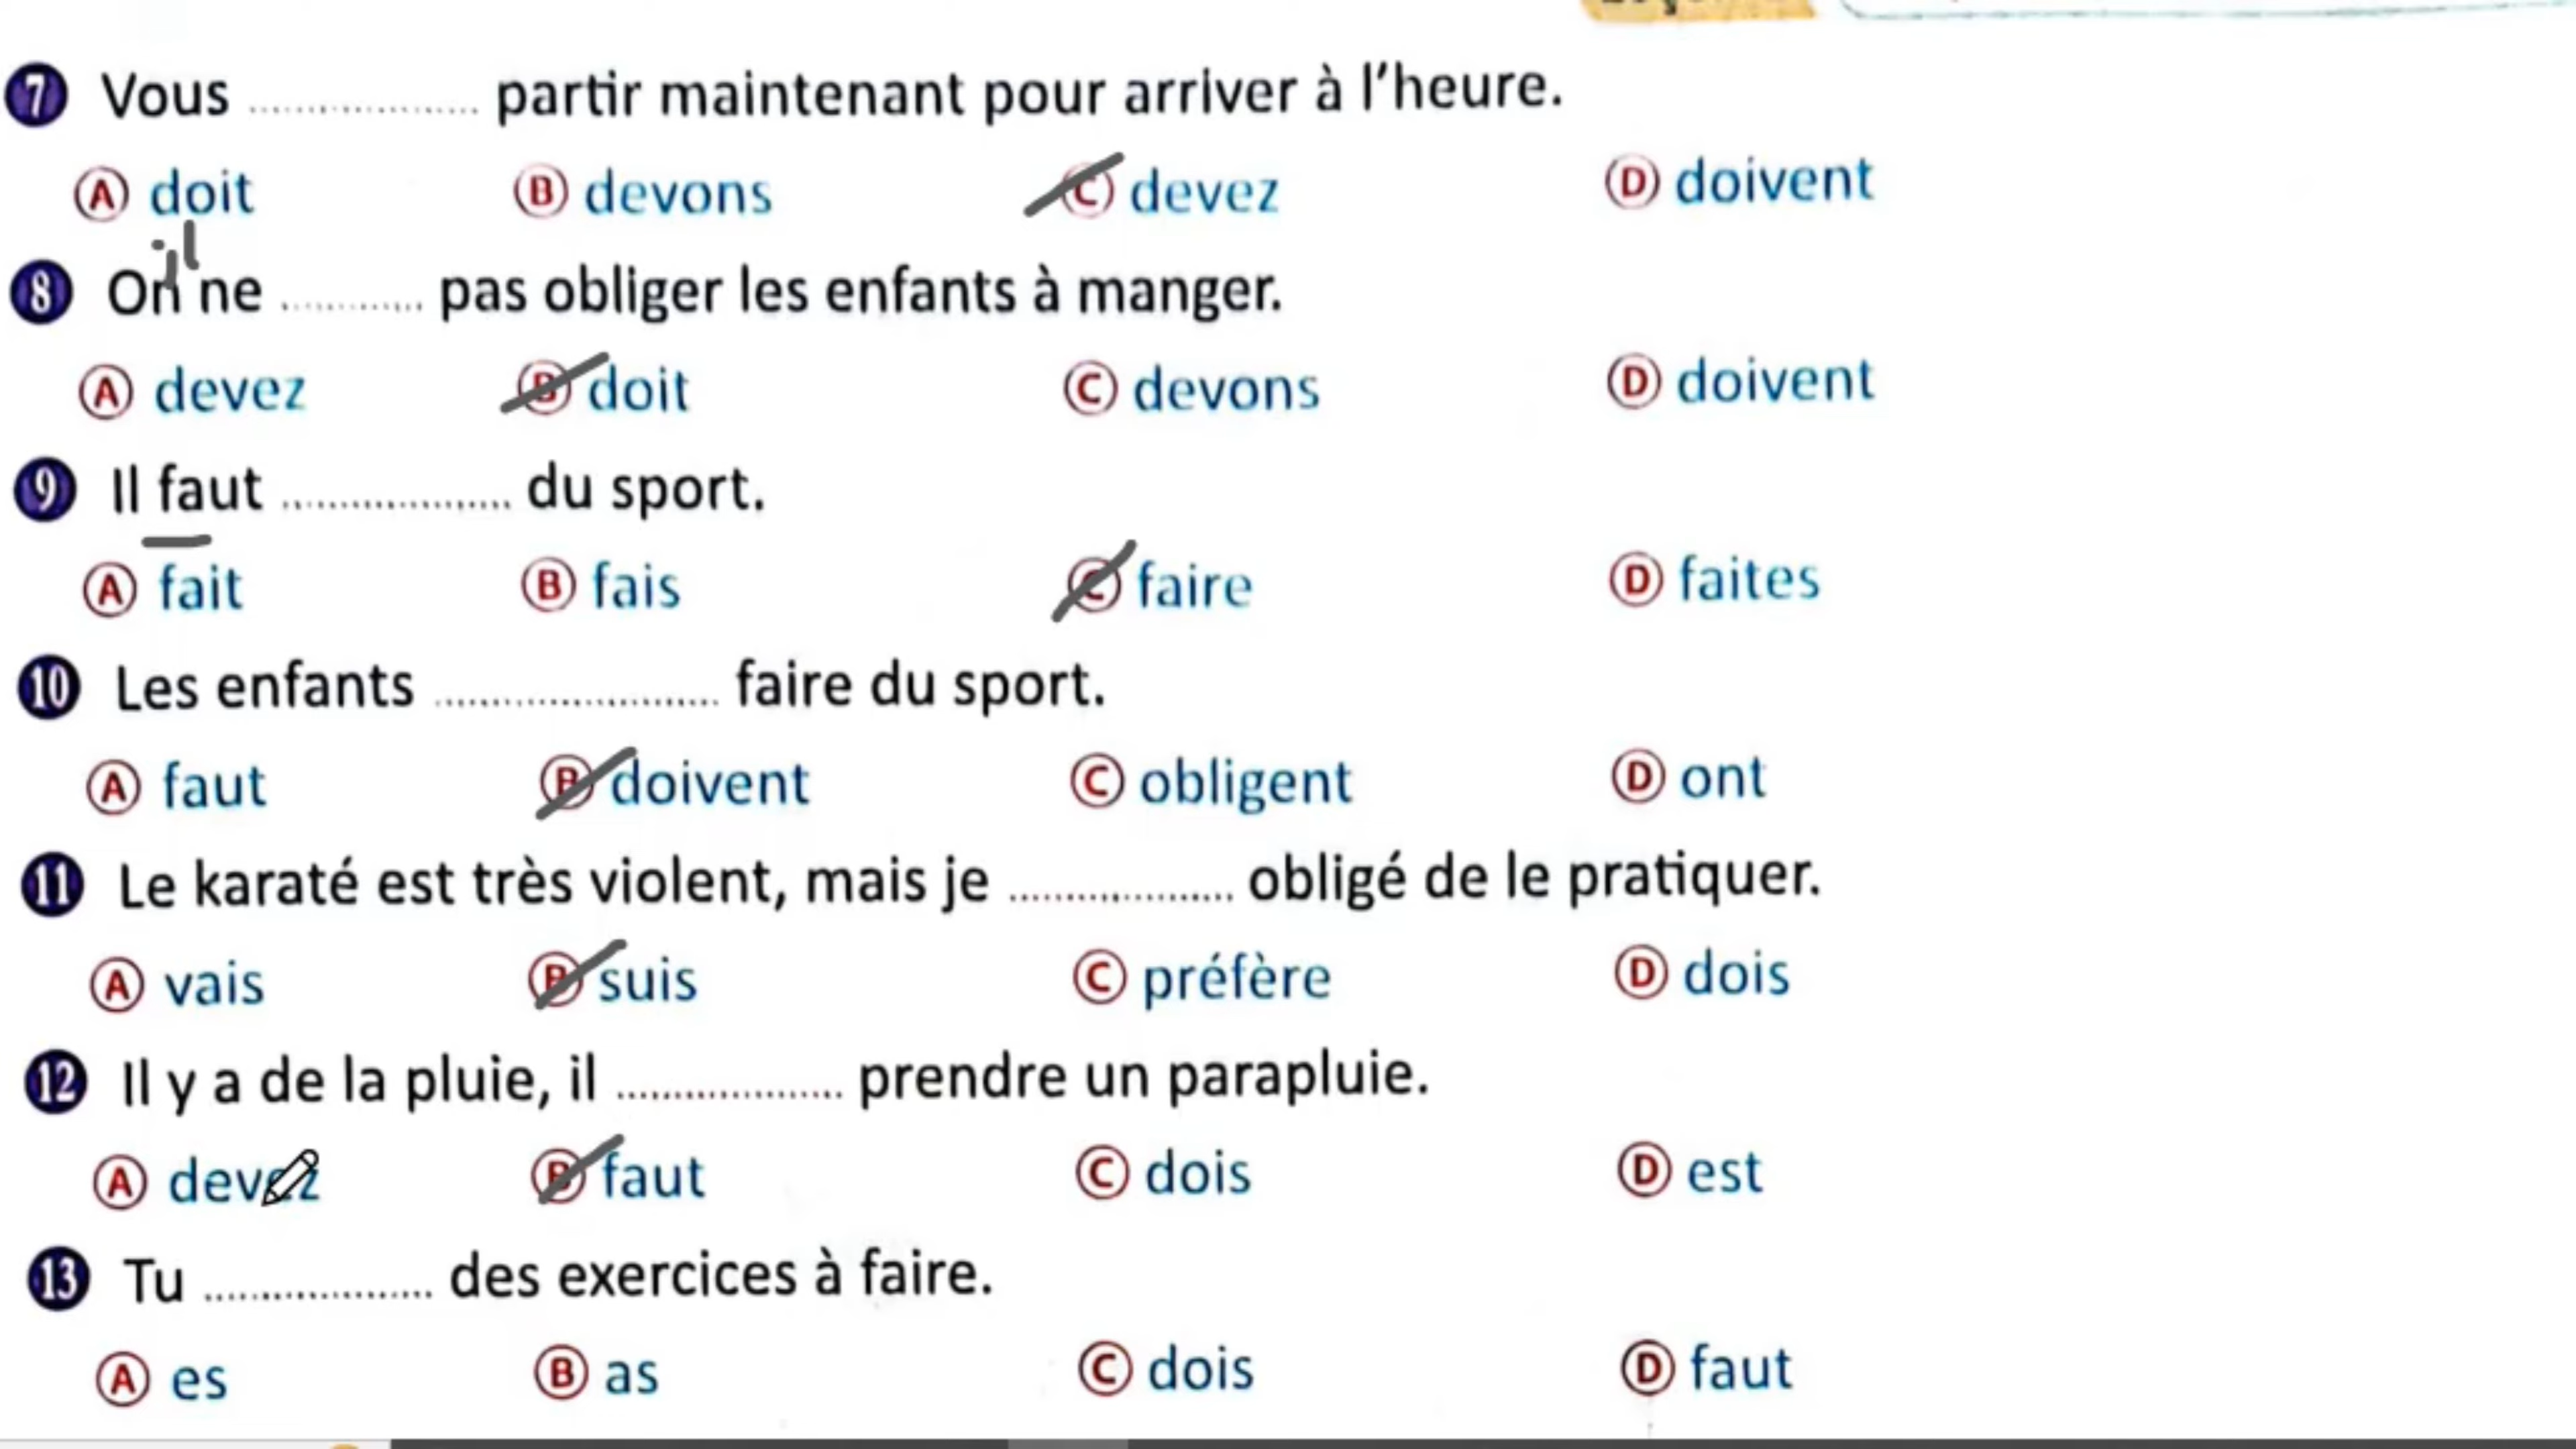 7 Vous .................... partir maintenant pour arriver à l'heure.
A doit B devons C devez D doivent
il
8 On ne ............ pas obliger les enfants à manger.
A devez B doit C devons D doivent
9 Il faut .................... du sport.
A fait B fais C faire D faites
10 Les enfants ......................... faire du sport.
A faut B doivent C obligent D ont
11 Le karaté est très violent, mais je .................... obligé de le pratiquer.
A vais B suis C préfère D dois
12 Il y a de la pluie, il .................... prendre un parapluie.
A devez B faut C dois D est
13 Tu .................... des exercices à faire.
A es B as C dois D faut